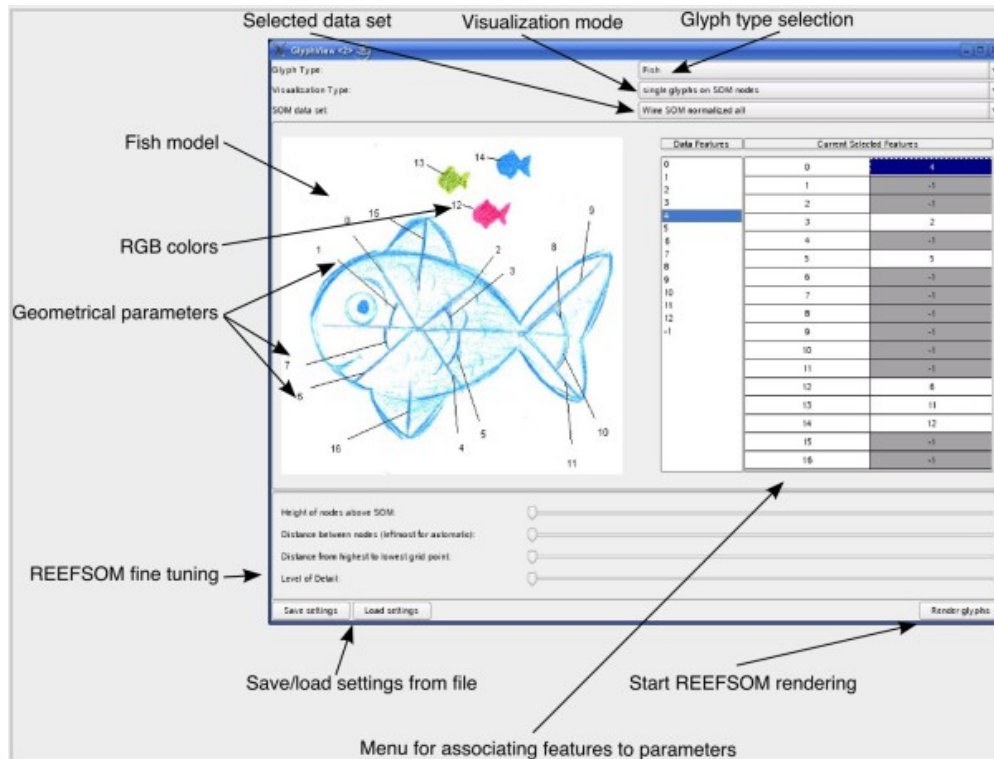 Selected data set
Visualization mode
Glyph type selection
GlyphView <2>
Glyph Type:
Fish
Visualization Type:
single glyphs on SOM nodes
SOM data set:
Wine SOM normalized all
Fish model
RGB colors
Geometrical parameters
13
14
12
15
0
1
2
3
8
9
7
6
16
4
5
10
11
Data Features
Current Selected Features
0
1
2
3
4
5
6
7
8
9
10
11
12
-1
0 4
1 -1
2 -1
3 2
4 -1
5 5
6 -1
7 -1
8 -1
9 -1
10 -1
11 -1
12 6
13 11
14 12
15 -1
16 -1
Height of nodes above SOM:
Distance between nodes (leftmost for automatic):
Distance from highest to lowest grid point:
Level of Detail:
REEFSOM fine tuning
Save settings
Load settings
Render glyphs
Save/load settings from file
Start REEFSOM rendering
Menu for associating features to parameters